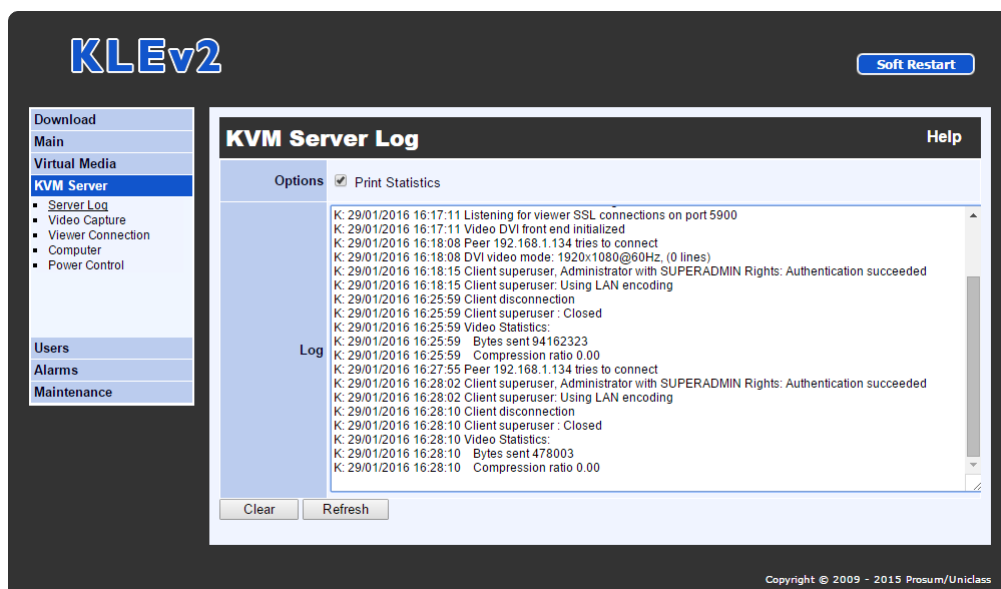 KLEv2
Soft Restart
Download
Main
Virtual Media
KVM Server
Server Log
Video Capture
Viewer Connection
Computer
Power Control
Users
Alarms
Maintenance
KVM Server Log
Help
Options
Print Statistics
Log
K: 29/01/2016 16:17:11 Listening for viewer SSL connections on port 5900
K: 29/01/2016 16:17:11 Video DVI front end initialized
K: 29/01/2016 16:18:08 Peer 192.168.1.134 tries to connect
K: 29/01/2016 16:18:08 DVI video mode: 1920x1080@60Hz, (0 lines)
K: 29/01/2016 16:18:15 Client superuser, Administrator with SUPERADMIN Rights: Authentication succeeded
K: 29/01/2016 16:18:15 Client superuser: Using LAN encoding
K: 29/01/2016 16:25:59 Client disconnection
K: 29/01/2016 16:25:59 Client superuser : Closed
K: 29/01/2016 16:25:59 Video Statistics:
K: 29/01/2016 16:25:59 Bytes sent 94162323
K: 29/01/2016 16:25:59 Compression ratio 0.00
K: 29/01/2016 16:27:55 Peer 192.168.1.134 tries to connect
K: 29/01/2016 16:28:02 Client superuser, Administrator with SUPERADMIN Rights: Authentication succeeded
K: 29/01/2016 16:28:02 Client superuser: Using LAN encoding
K: 29/01/2016 16:28:10 Client disconnection
K: 29/01/2016 16:28:10 Client superuser : Closed
K: 29/01/2016 16:28:10 Video Statistics:
K: 29/01/2016 16:28:10 Bytes sent 478003
K: 29/01/2016 16:28:10 Compression ratio 0.00
Clear
Refresh
Copyright © 2009 - 2015 Prosum/Uniclass